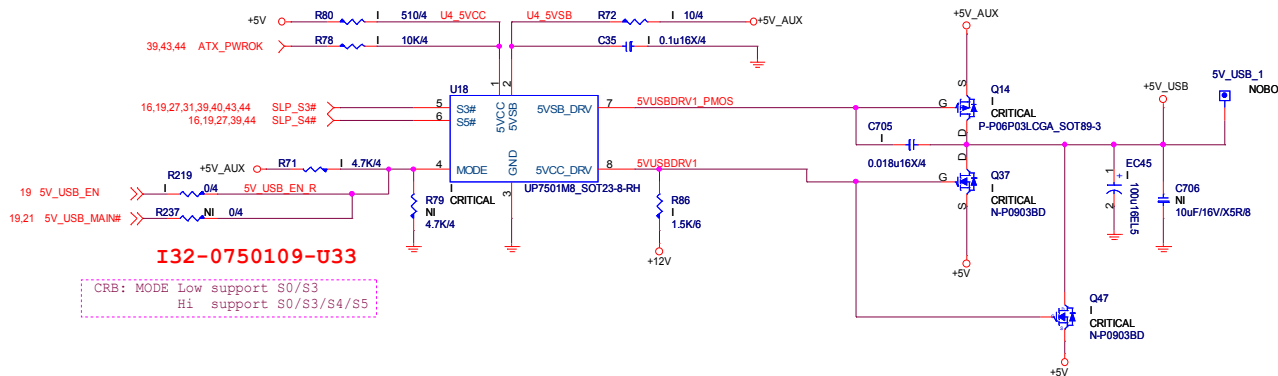 +5V R80 I 510/4 U4_5VCC U4_5VSB R72 I 10/4 +5V_AUX
39,43,44 ATX_PWROK R78 I 10K/4 C35 I 0.1u16X/4
+5V_AUX
5V_USB_1
NOBO
+5V_USB
1 2
U18
16,19,27,31,39,40,43,44 SLP_S3# 5 S3#
16,19,27,39,44 SLP_S4# 6 S5#
5VCC 5VSB
5VSB_DRV 7 5VUSBDRV1_PMOS
S
G
D
Q14
I
CRITICAL
P-P06P03LCGA_SOT89-3
C705
I
0.018u16X/4
+5V_AUX R71 I 4.7K/4 4 MODE
GND
5VCC_DRV 8 5VUSBDRV1
R219
19 5V_USB_EN I 0/4 5V_USB_EN_R
19,21 5V_USB_MAIN# R237 NI 0/4
I
CRITICAL
3
UP7501M8_SOT23-8-RH
R79
NI
4.7K/4
R86
I
1.5K/6
+12V
D
G
S
Q37
I
CRITICAL
N-P0903BD
+5V
EC45
1
+
I
100u16EL5
2
C706
NI
10uF/16V/X5R/8
I32-0750109-U33
CRB: MODE Low support S0/S3
Hi support S0/S3/S4/S5
Q47
I
CRITICAL
N-P0903BD
+5V